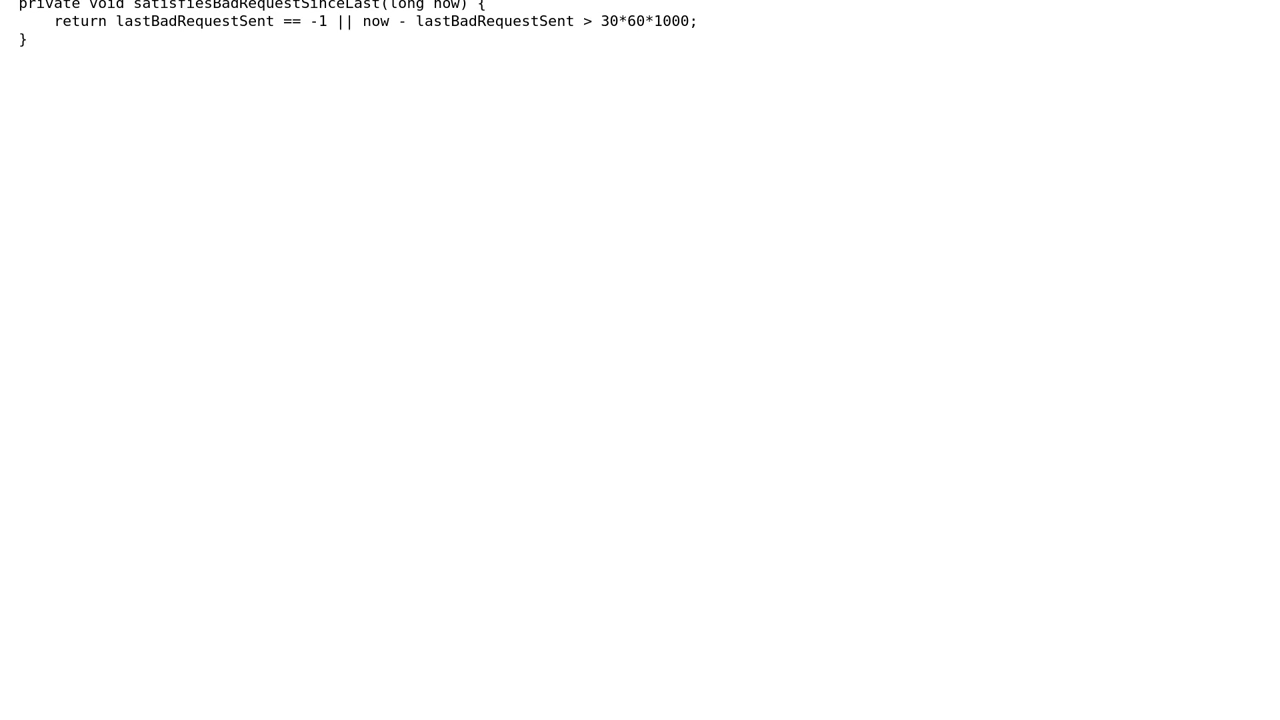 private void satisfiesBadRequestSinceLast(long now) {
    return lastBadRequestSent == -1 || now - lastBadRequestSent > 30*60*1000;
}